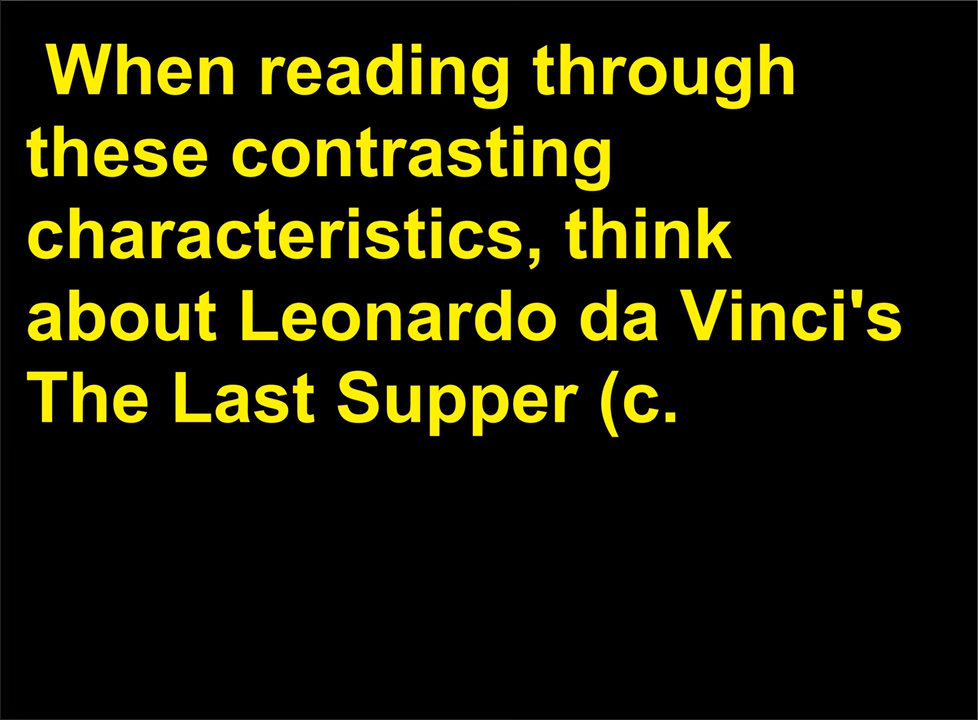 When reading through
these contrasting
characteristics, think
about Leonardo da Vinci's
The Last Supper (c.